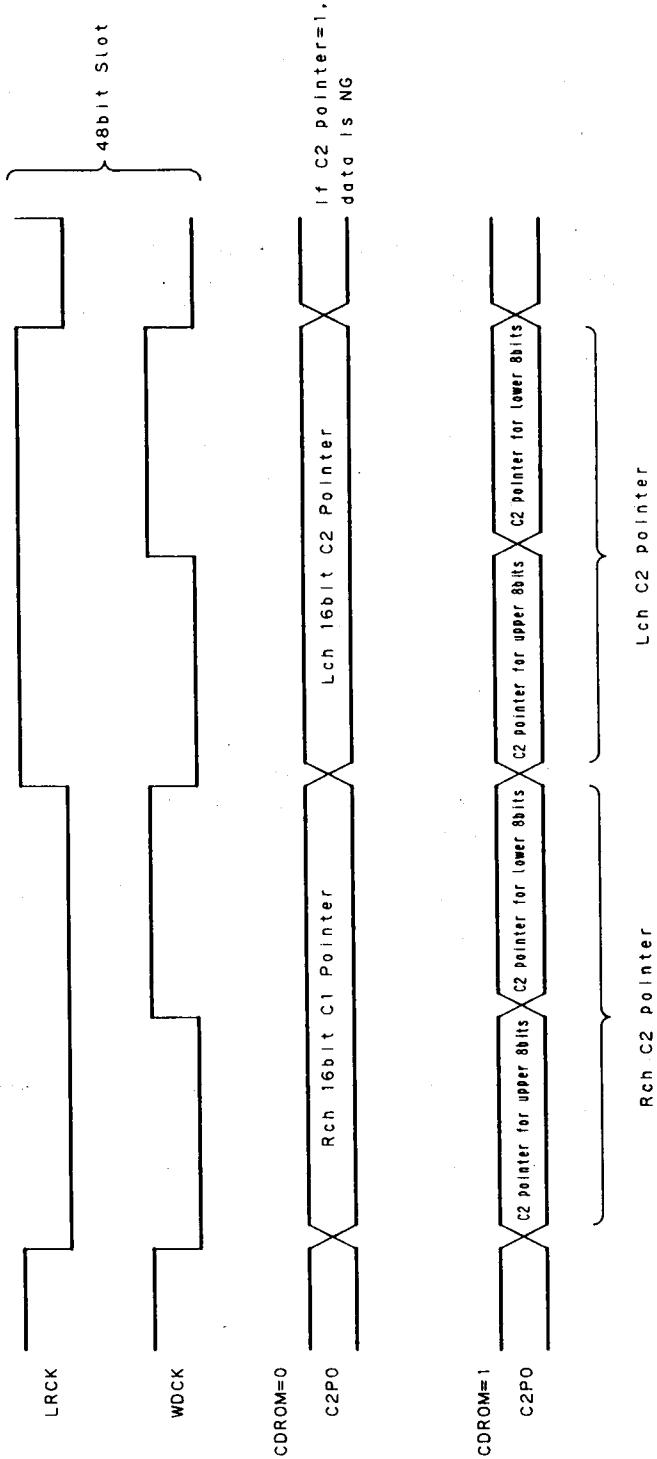 LRCK
48bit Slot
WDCK
CDROM=0
C2PO
Rch 16bit C1 Pointer
Lch 16bit C2 Pointer
If C2 pointer=1,
data is NG
CDROM=1
C2PO
C2 pointer for upper 8bits
C2 pointer for lower 8bits
C2 pointer for upper 8bits
C2 pointer for lower 8bits
Rch C2 pointer
Lch C2 pointer